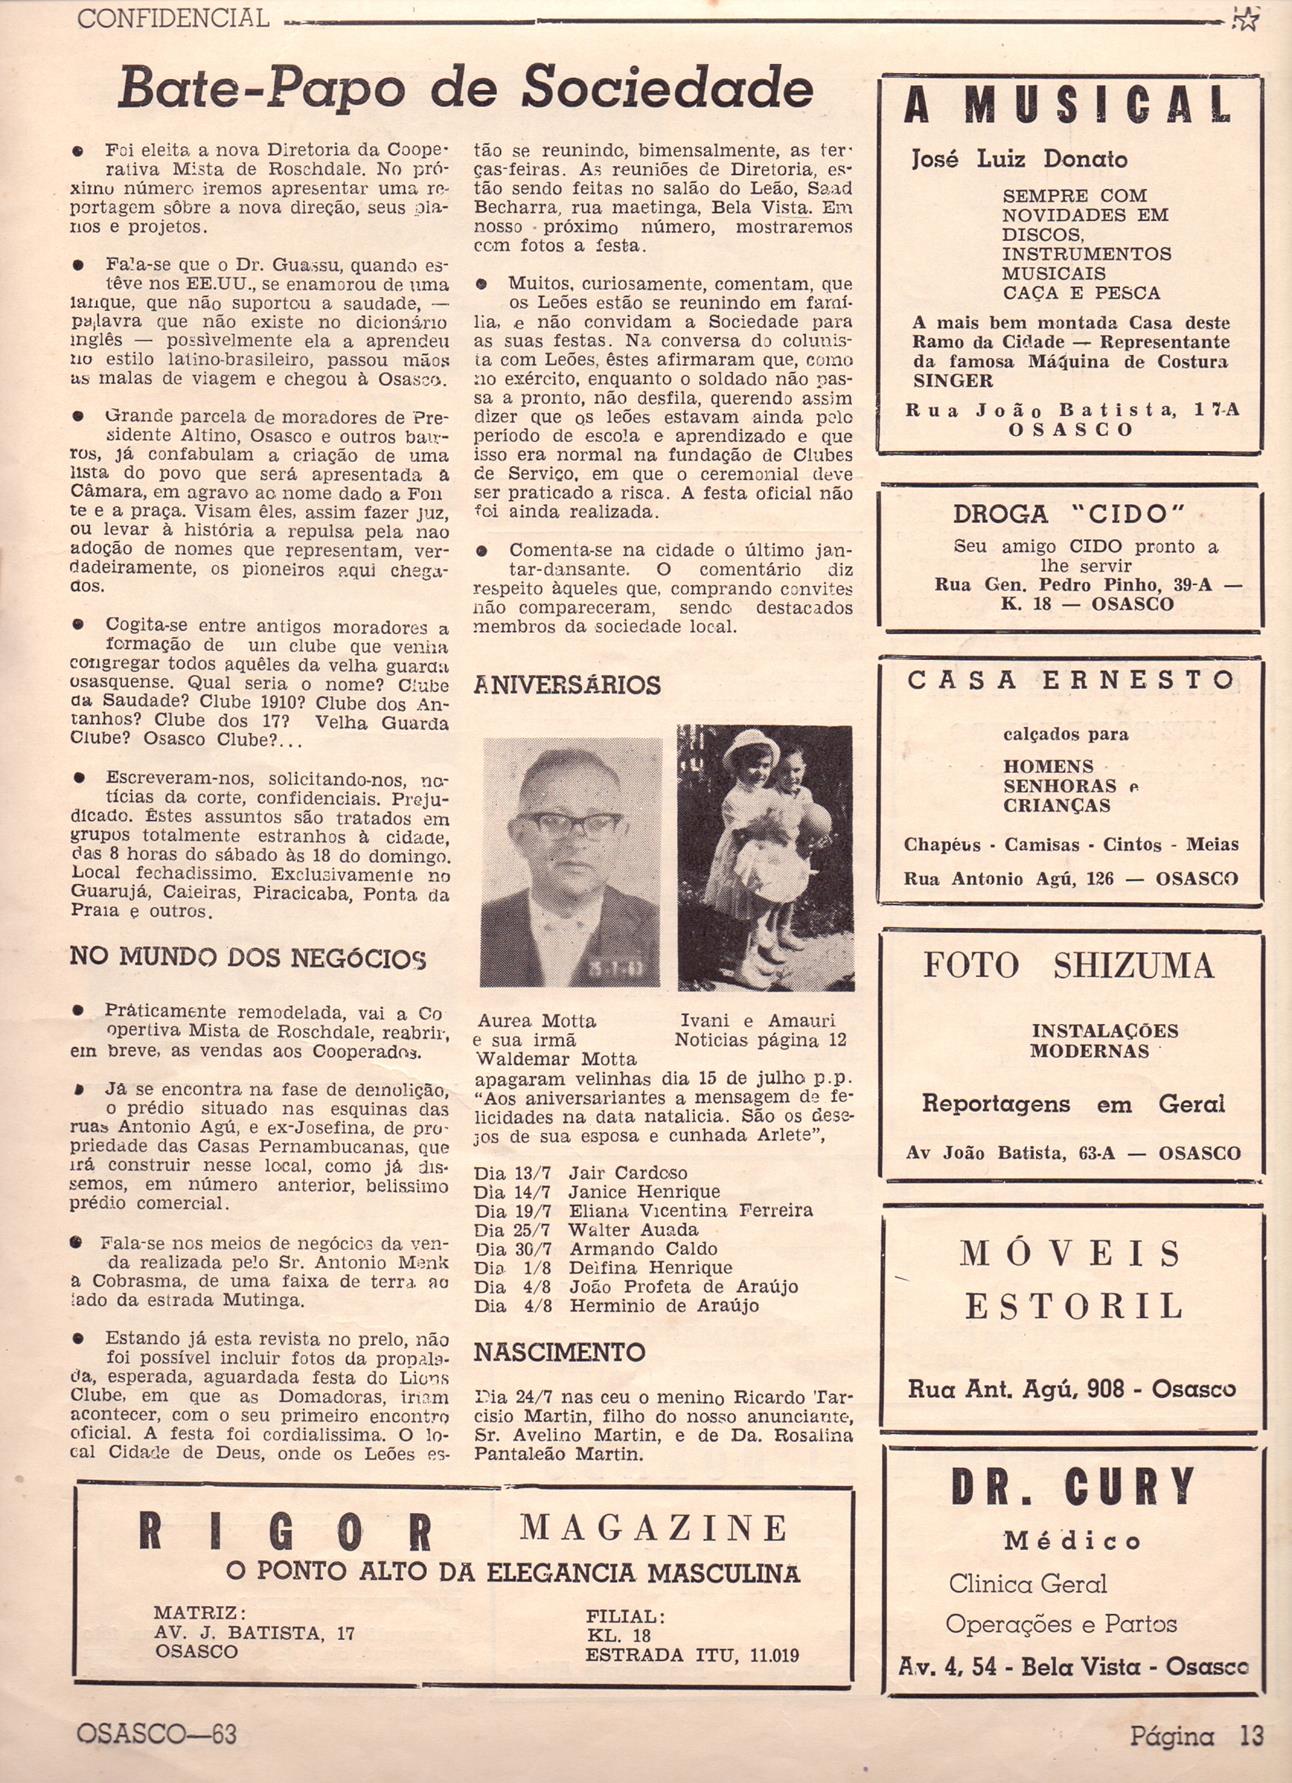 CONFIDENCIAL
Bate-Papo de Sociedade
● Foi eleita a nova Diretoria da Coope-
rativa Mista de Roschdale. No pró-
ximo número iremos apresentar uma re-
portagem sôbre a nova direção, seus pla-
nos e projetos.
● Fala-se que o Dr. Guassu, quando es-
têve nos EE.UU., se enamorou de uma
ianque, que não suportou a saudade, —
palavra que não existe no dicionário
inglês — possìvelmente ela a aprendeu
no estilo latino-brasileiro, passou mãos
as malas de viagem e chegou à Osasco.
● Grande parcela de moradores de Pre-
sidente Altino, Osasco e outros bair-
ros, já confabulam a criação de uma
lista do povo que será apresentada à
Câmara, em agravo ao nome dado a Fon
te e a praça. Visam êles, assim fazer juz,
ou levar à história a repulsa pela nao
adoção de nomes que representam, ver-
dadeiramente, os pioneiros aqui chega-
dos.
● Cogita-se entre antigos moradores a
formação de um clube que venha
congregar todos aquêles da velha guarda
osasquense. Qual seria o nome? Clube
da Saudade? Clube 1910? Clube dos An-
tanhos? Clube dos 17? Velha Guarda
Clube? Osasco Clube?...
● Escreveram-nos, solicitando-nos, no-
tícias da corte, confidenciais. Preju-
dicado. Êstes assuntos são tratados em
grupos totalmente estranhos à cidade,
das 8 horas do sábado às 18 do domingo.
Local fechadissimo. Exclusivamente no
Guarujá, Caieiras, Piracicaba, Ponta da
Praia e outros.
NO MUNDO DOS NEGÓCIOS
● Pràticamente remodelada, vai a Co
opertiva Mista de Roschdale, reabrir,
em breve, as vendas aos Cooperados.
● Já se encontra na fase de demolição,
o prédio situado nas esquinas das
ruas Antonio Agú, e ex-Josefina, de pro-
priedade das Casas Pernambucanas, que
irá construir nesse local, como já dis-
semos, em número anterior, belissimo
prédio comercial.
● Fala-se nos meios de negócios da ven-
da realizada pelo Sr. Antonio Menk
a Cobrasma, de uma faixa de terra ao
lado da estrada Mutinga.
● Estando já esta revista no prelo, não
foi possível incluir fotos da propala-
da, esperada, aguardada festa do Lions
Clube, em que as Domadoras, iriam
acontecer, com o seu primeiro encontro
oficial. A festa foi cordialissima. O lo-
cal Cidade de Deus, onde os Leões es-
tão se reunindo, bimensalmente, as ter-
ças-feiras. As reuniões de Diretoria, es-
tão sendo feitas no salão do Leão, Saad
Becharra, rua maetinga, Bela Vista. Em
nosso próximo número, mostraremos
com fotos a festa.
● Muitos, curiosamente, comentam, que
os Leões estão se reunindo em famí-
lia, e não convidam a Sociedade para
as suas festas. Na conversa do colunis-
ta com Leões, êstes afirmaram que, como
no exército, enquanto o soldado não pas-
sa a pronto, não desfila, querendo assim
dizer que os leões estavam ainda pelo
período de escola e aprendizado e que
isso era normal na fundação de Clubes
de Serviço, em que o ceremonial deve
ser praticado a risca. A festa oficial não
foi ainda realizada.
● Comenta-se na cidade o último jan-
tar-dansante. O comentário diz
respeito àqueles que, comprando convites
não compareceram, sendo destacados
membros da sociedade local.
ANIVERSÁRIOS
Aurea Motta
e sua irmã
Waldemar Motta
Ivani e Amauri
Noticias página 12
apagaram velinhas dia 15 de julho p.p.
“Aos aniversariantes a mensagem de fe-
licidades na data natalicia. São os dese-
jos de sua esposa e cunhada Arlete”,
Dia 13/7 Jair Cardoso
Dia 14/7 Janice Henrique
Dia 19/7 Eliana Vicentina Ferreira
Dia 25/7 Walter Auada
Dia 30/7 Armando Caldo
Dia 1/8 Delfina Henrique
Dia 4/8 João Profeta de Araújo
Dia 4/8 Herminio de Araújo
NASCIMENTO
Dia 24/7 nas ceu o menino Ricardo Tar-
cisio Martin, filho do nosso anunciante,
Sr. Avelino Martin, e de Da. Rosalina
Pantaleão Martin.
A MUSICAL
José Luiz Donato
SEMPRE COM
NOVIDADES EM
DISCOS,
INSTRUMENTOS
MUSICAIS
CAÇA E PESCA
A mais bem montada Casa deste
Ramo da Cidade — Representante
da famosa Máquina de Costura
SINGER
Rua João Batista, 17-A
OSASCO
DROGA “CIDO”
Seu amigo CIDO pronto a
lhe servir
Rua Gen. Pedro Pinho, 39-A —
K. 18 — OSASCO
CASA ERNESTO
calçados para
HOMENS
SENHORAS e
CRIANÇAS
Chapéus - Camisas - Cintos - Meias
Rua Antonio Agú, 126 — OSASCO
FOTO SHIZUMA
INSTALAÇÕES
MODERNAS
Reportagens em Geral
Av João Batista, 63-A — OSASCO
MÓVEIS
ESTORIL
Rua Ant. Agú, 908 - Osasco
DR. CURY
Médico
Clinica Geral
Operações e Partos
Av. 4, 54 - Bela Vista - Osasco
RIGOR MAGAZINE
O PONTO ALTO DA ELEGANCIA MASCULINA
MATRIZ:
AV. J. BATISTA, 17
OSASCO
FILIAL:
KL. 18
ESTRADA ITU, 11.019
OSASCO—63
Página 13